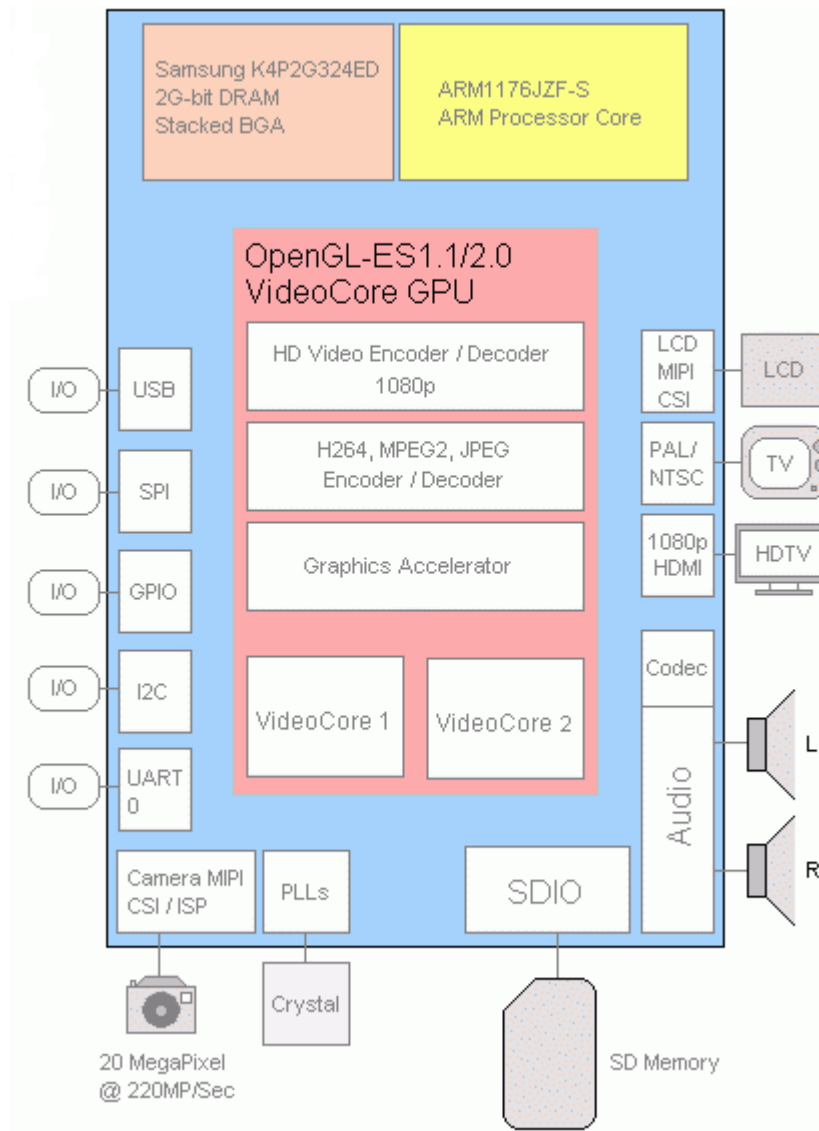 Samsung K4P2G324ED
2G-bit DRAM
Stacked BGA
ARM1176JZF-S
ARM Processor Core
OpenGL-ES1.1/2.0
VideoCore GPU
HD Video Encoder / Decoder
1080p
H264, MPEG2, JPEG
Encoder / Decoder
Graphics Accelerator
VideoCore 1
VideoCore 2
I/O
USB
I/O
SPI
I/O
GPIO
I/O
I2C
I/O
UART
0
LCD
MIPI
CSI
LCD
PAL/
NTSC
TV
1080p
HDMI
HDTV
Codec
Audio
L
R
Camera MIPI
CSI / ISP
PLLs
SDIO
Crystal
20 MegaPixel
@ 220MP/Sec
SD Memory